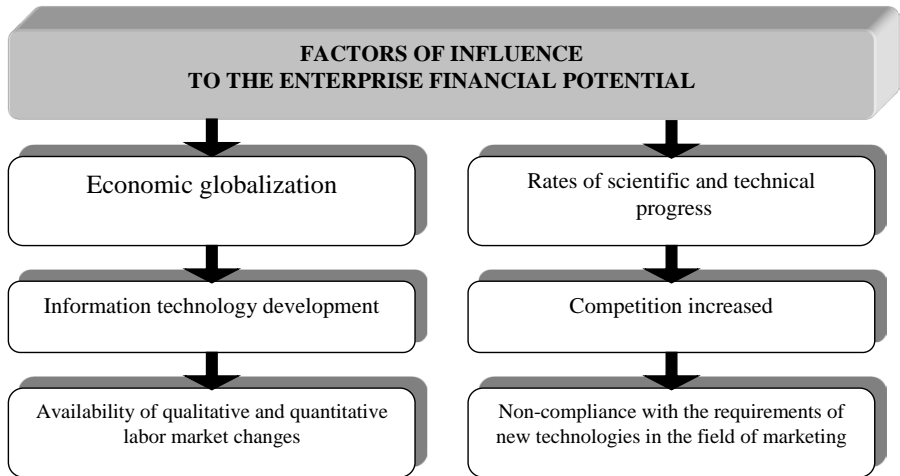 FACTORS OF INFLUENCE
TO THE ENTERPRISE FINANCIAL POTENTIAL
Economic globalization
Rates of scientific and technical
progress
Information technology development
Competition increased
Availability of qualitative and quantitative
labor market changes
Non-compliance with the requirements of
new technologies in the field of marketing